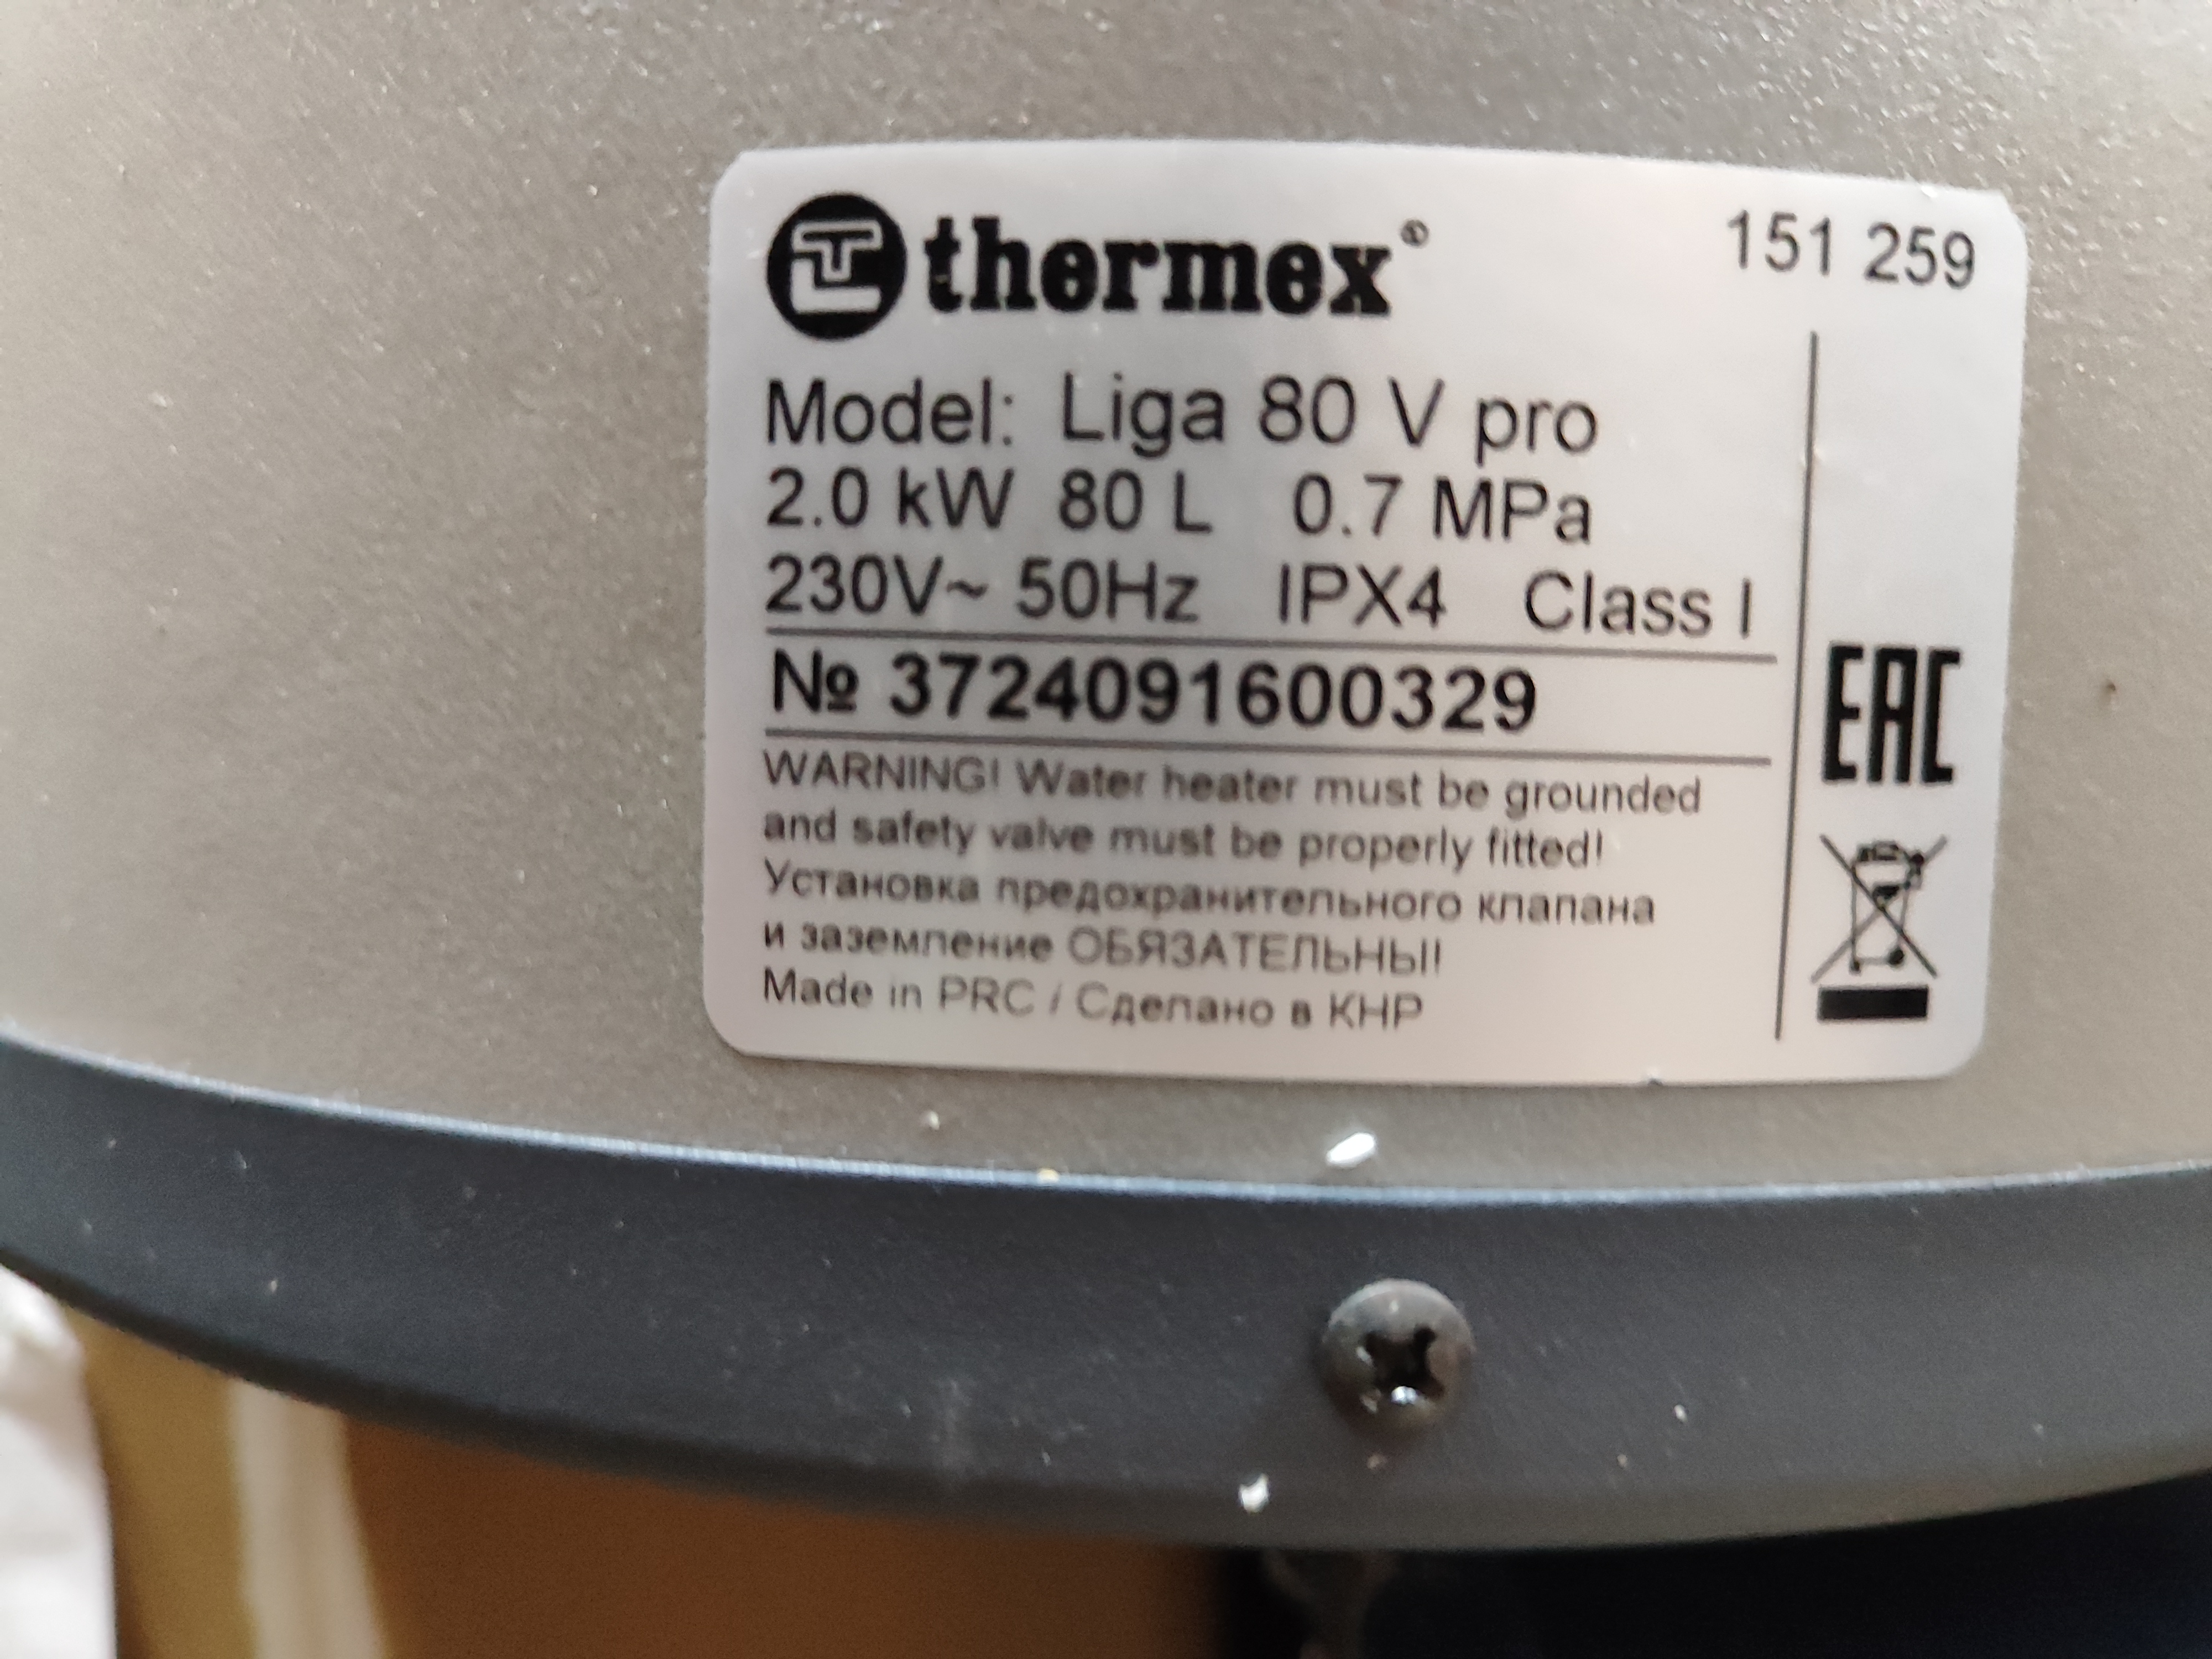 thermex® 151 259
Model: Liga 80 V pro
2.0 kW 80 L 0.7 MPa
230V~ 50Hz IPX4 Class I
№ 3724091600329
WARNING! Water heater must be grounded
and safety valve must be properly fitted!
Установка предохранительного клапана
и заземление ОБЯЗАТЕЛЬНЫ!
Made in PRC / Сделано в КНР
EAC